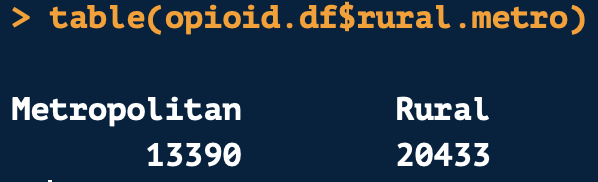 > table(opioid.df$rural.metro)
Metropolitan Rural
13390 20433